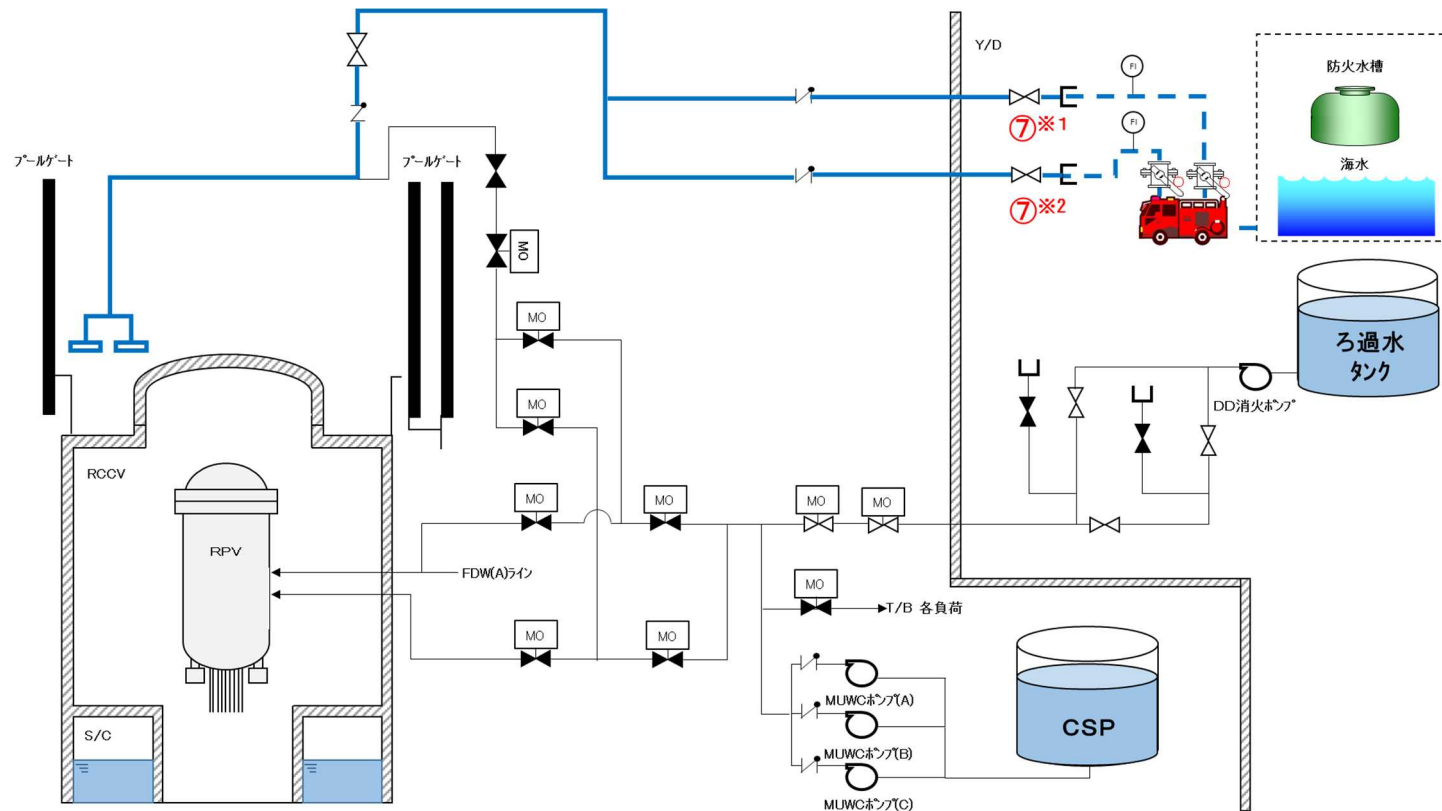 Y/D
FI
防火水槽
⑦※1
FI
プールゲート
プールゲート
海水
⑦※2
MO
MO
ろ過水
タンク
DD消火ポンプ
MO
RCCV
MO
MO
MO
MO
RPV
FDW(A)ライン
MO
T/B 各負荷
MO
MO
MUWCポンプ(A)
CSP
S/C
MUWCポンプ(B)
MUWCポンプ(C)